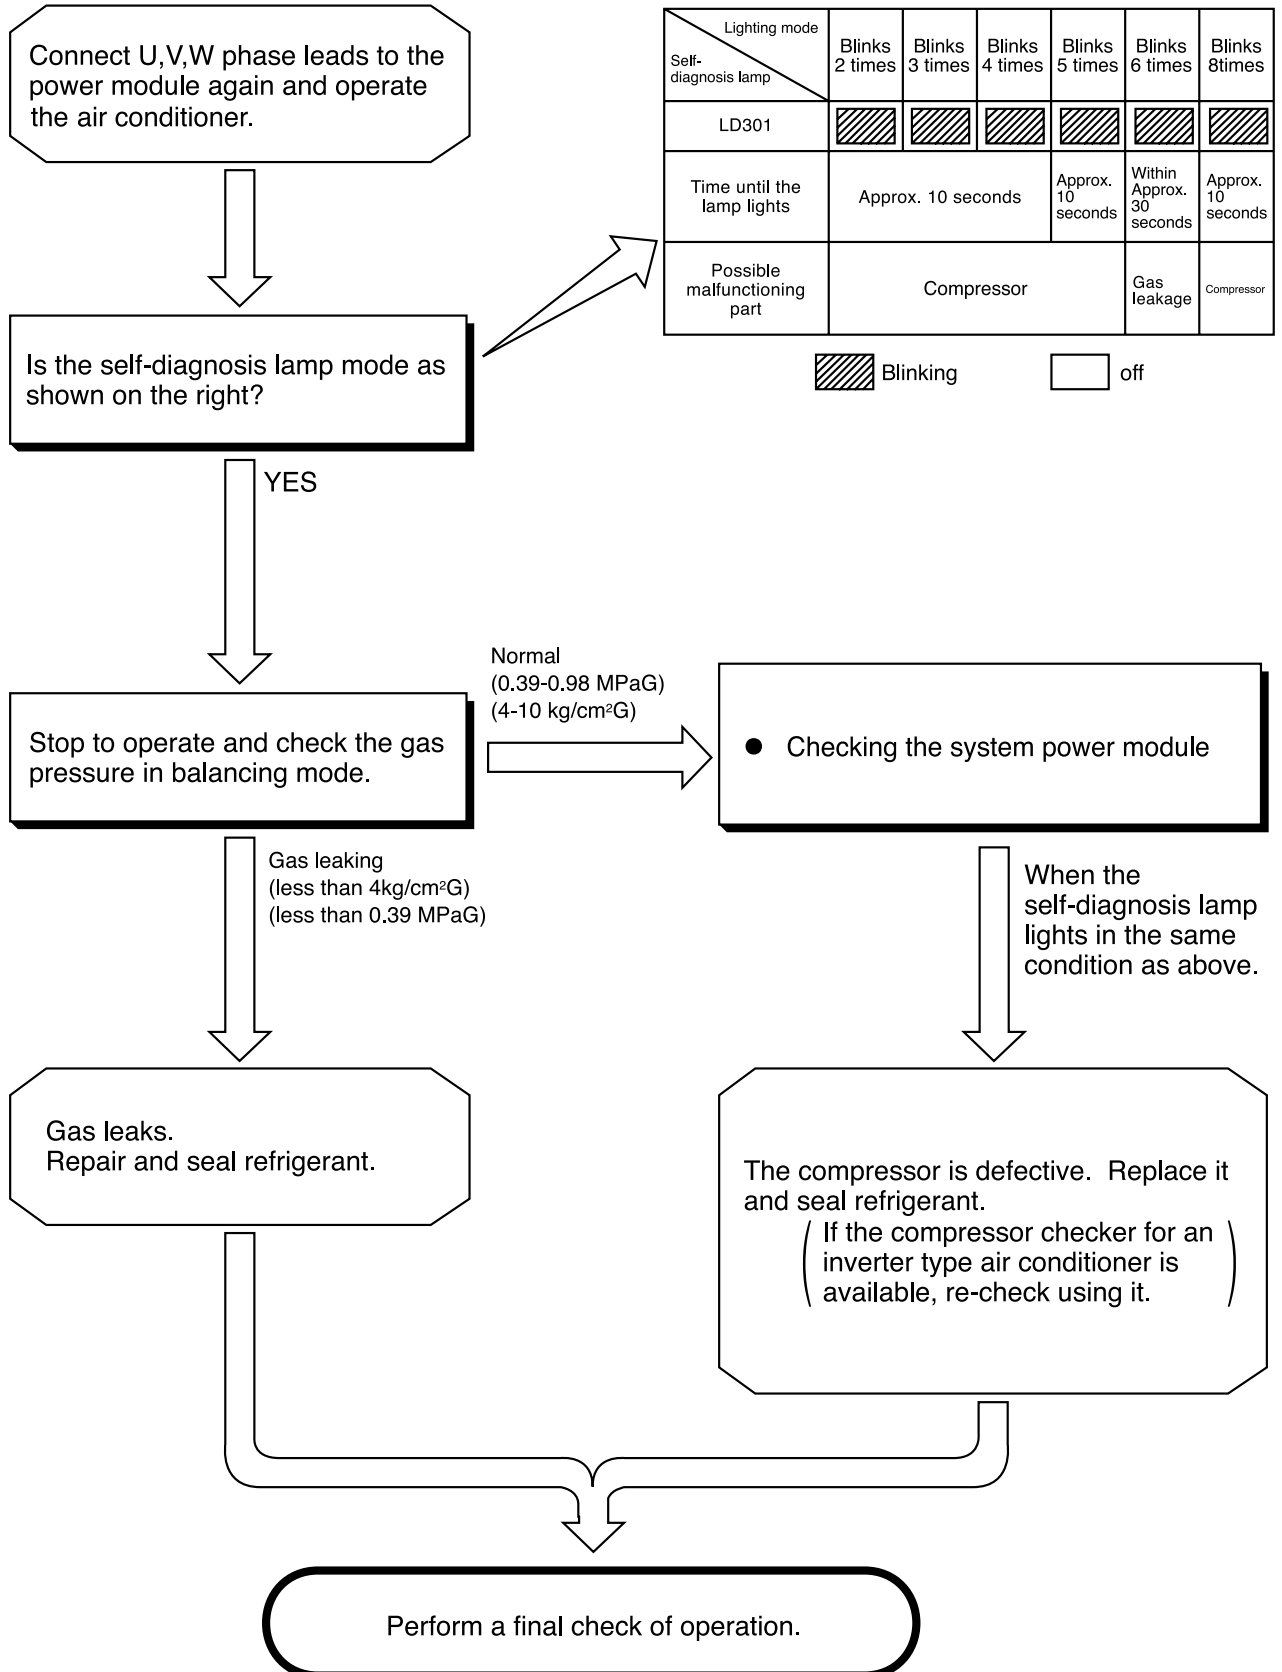 Connect U,V,W phase leads to the
power module again and operate
the air conditioner.
Lighting mode
Self-
diagnosis lamp
Blinks
2 times
Blinks
3 times
Blinks
4 times
Blinks
5 times
Blinks
6 times
Blinks
8times
LD301
Time until the
lamp lights
Approx. 10 seconds
Approx.
10
seconds
Within
Approx.
30
seconds
Approx.
10
seconds
Possible
malfunctioning
part
Compressor
Gas
leakage
Compressor
Blinking
off
Is the self-diagnosis lamp mode as
shown on the right?
YES
Stop to operate and check the gas
pressure in balancing mode.
Normal
(0.39-0.98 MPaG)
(4-10 kg/cm²G)
● Checking the system power module
Gas leaking
(less than 4kg/cm²G)
(less than 0.39 MPaG)
When the
self-diagnosis lamp
lights in the same
condition as above.
Gas leaks.
Repair and seal refrigerant.
The compressor is defective. Replace it
and seal refrigerant.
( If the compressor checker for an
inverter type air conditioner is
available, re-check using it. )
Perform a final check of operation.